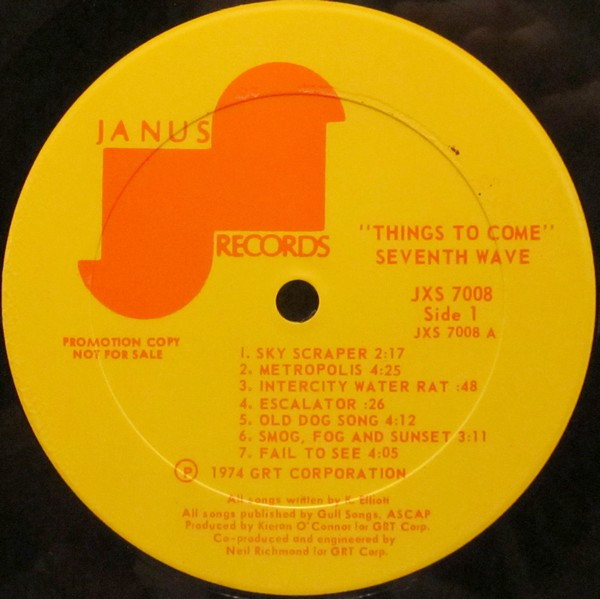 JANUS
RECORDS
"THINGS TO COME"
SEVENTH WAVE
JXS 7008
Side 1
JXS 7008 A
PROMOTION COPY
NOT FOR SALE
1. SKY SCRAPER 2:17
2. METROPOLIS 4:25
3. INTERCITY WATER RAT :48
4. ESCALATOR :26
5. OLD DOG SONG 4:12
6. SMOG, FOG AND SUNSET 3:11
7. FAIL TO SEE 4:05
Ⓟ 1974 GRT CORPORATION
All songs written by K. Elliott
All songs published by Gull Songs, ASCAP
Produced by Kieran O'Connor for GRT Corp.
Co-produced and engineered by
Neil Richmond for GRT Corp.